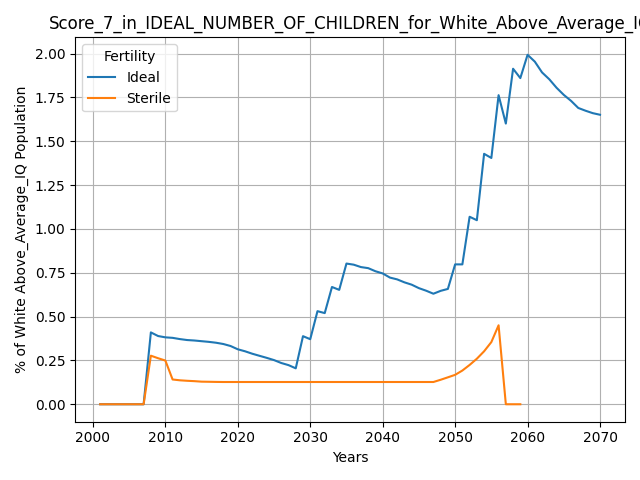 Score_7_in_IDEAL_NUMBER_OF_CHILDREN_for_White_Above_Average_IQ
Fertility
Ideal
Sterile
% of White Above_Average_IQ Population
2.00
1.75
1.50
1.25
1.00
0.75
0.50
0.25
0.00
2000 2010 2020 2030 2040 2050 2060 2070
Years